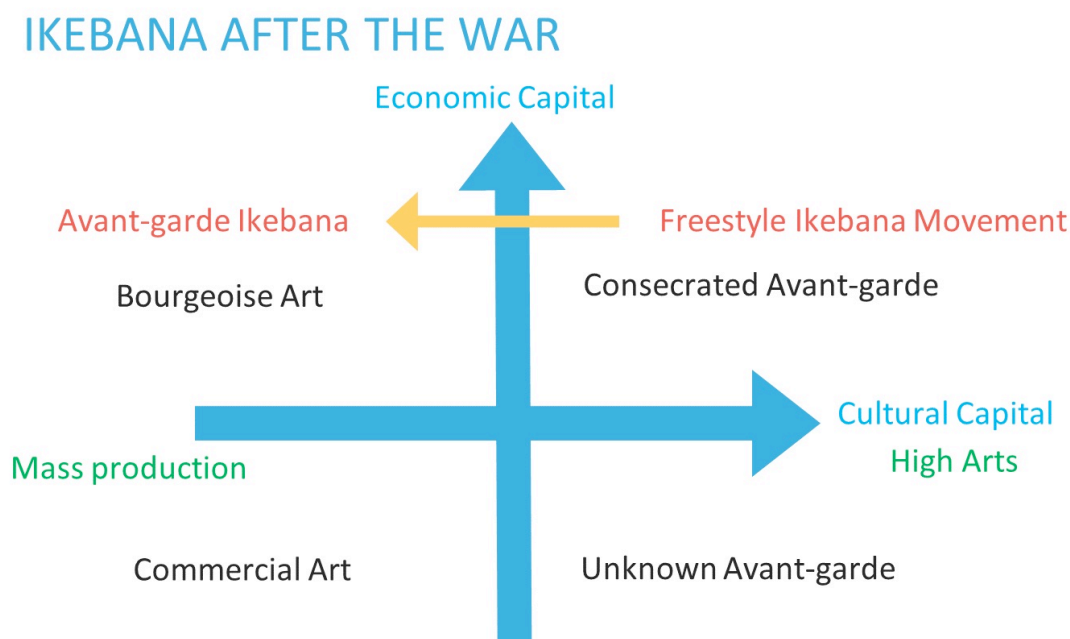 IKEBANA AFTER THE WAR
Economic Capital
Avant-garde Ikebana
Freestyle Ikebana Movement
Bourgeoise Art
Consecrated Avant-garde
Cultural Capital
Mass production
High Arts
Commercial Art
Unknown Avant-garde